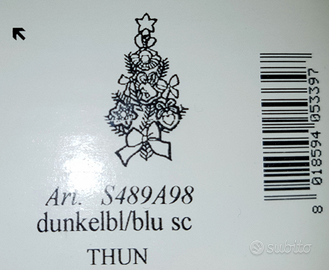 Art. S489A98
dunkelbl/blu sc
THUN
8 018594 053397
subito